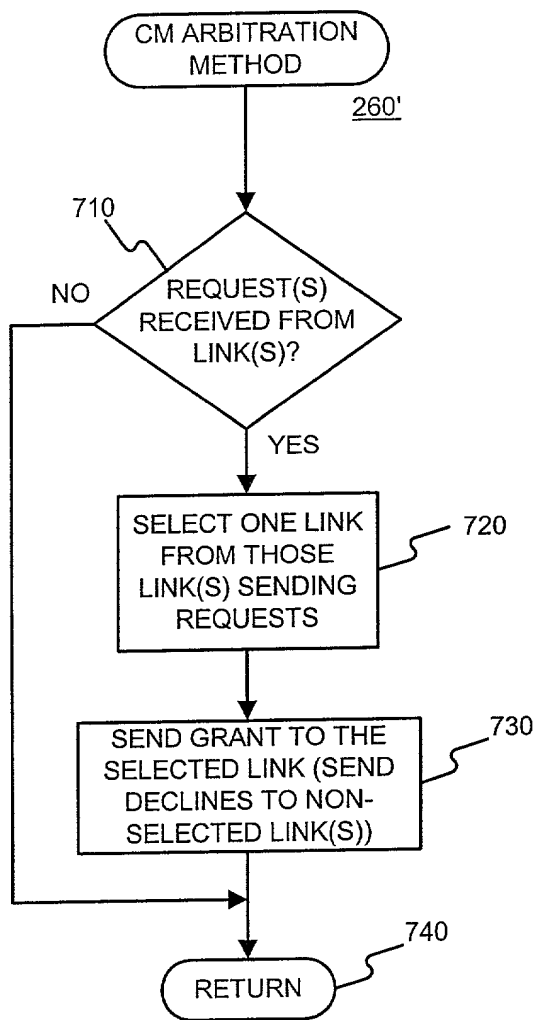 CM ARBITRATION
METHOD
260'
710
NO
REQUEST(S)
RECEIVED FROM
LINK(S)?
YES
SELECT ONE LINK
FROM THOSE
LINK(S) SENDING
REQUESTS
720
SEND GRANT TO THE
SELECTED LINK (SEND
DECLINES TO NON-
SELECTED LINK(S))
730
740
RETURN